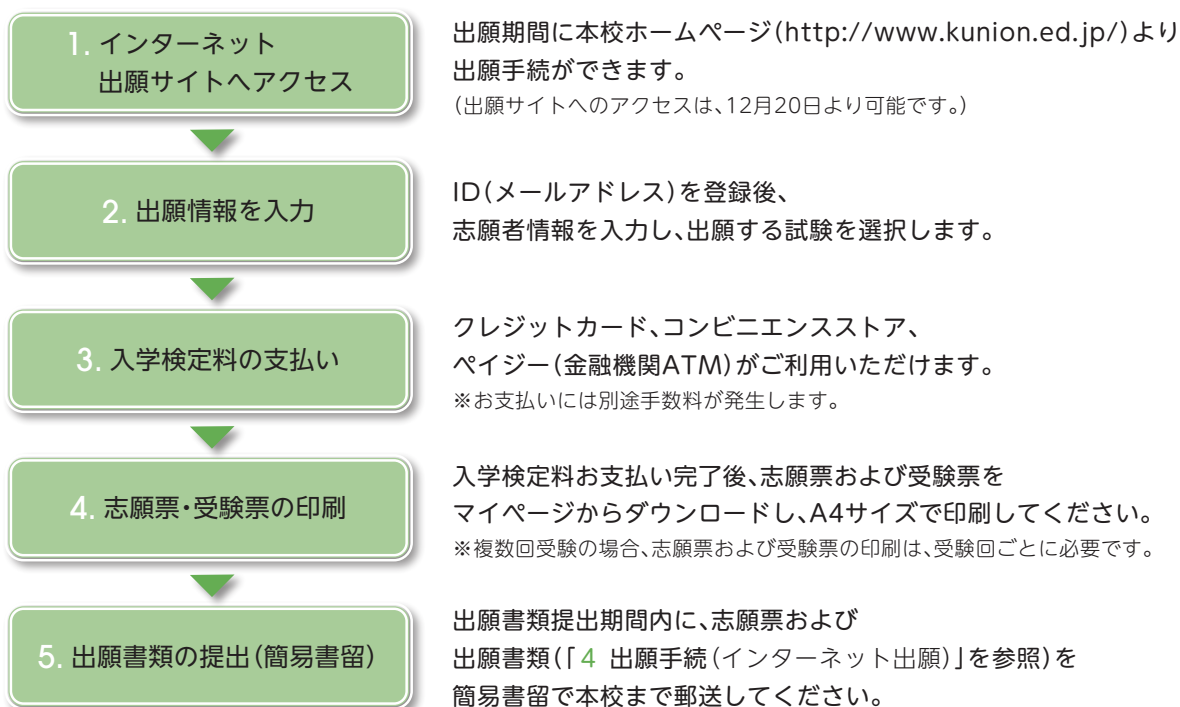 1. インターネット
出願サイトへアクセス
出願期間に本校ホームページ(http://www.kunion.ed.jp/)より
出願手続ができます。
(出願サイトへのアクセスは、12月20日より可能です。)
2. 出願情報を入力
ID(メールアドレス)を登録後、
志願者情報を入力し、出願する試験を選択します。
3. 入学検定料の支払い
クレジットカード、コンビニエンスストア、
ペイジー(金融機関ATM)がご利用いただけます。
※お支払いには別途手数料が発生します。
4. 志願票・受験票の印刷
入学検定料お支払い完了後、志願票および受験票を
マイページからダウンロードし、A4サイズで印刷してください。
※複数回受験の場合、志願票および受験票の印刷は、受験回ごとに必要です。
5. 出願書類の提出(簡易書留)
出願書類提出期間内に、志願票および
出願書類(「4 出願手続(インターネット出願)」を参照)を
簡易書留で本校まで郵送してください。